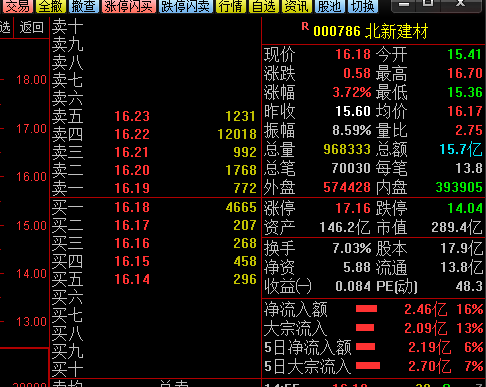 交易 全撤 撤查 涨停闪买 跌停闪卖 行情 自选 资讯 股池 切换
选 返回
R 000786 北新建材
18.00
17.00
16.00
15.00
14.00
13.00
卖十
卖九
卖八
卖七
卖六
卖五 16.23 1231
卖四 16.22 12018
卖三 16.21 992
卖二 16.20 1768
卖一 16.19 772
买一 16.18 4665
买二 16.17 207
买三 16.16 268
买四 16.15 458
买五 16.14 296
买六
买七
买八
买九
买十
现价 16.18 今开 15.41
涨跌 0.58 最高 16.70
涨幅 3.72% 最低 15.36
昨收 15.60 均价 16.17
振幅 8.59% 量比 2.75
总量 968333 总额 15.7亿
总笔 70030 每笔 13.8
外盘 574428 内盘 393905
涨停 17.16 跌停 14.04
资产 146.2亿 市值 289.4亿
换手 7.03% 股本 17.9亿
净资 5.88 流通 13.8亿
收益㈠ 0.084 PE(动) 48.3
净流入额 2.46亿 16%
大宗流入 2.09亿 13%
5日净流入额 2.19亿 6%
5日大宗流入 2.70亿 7%